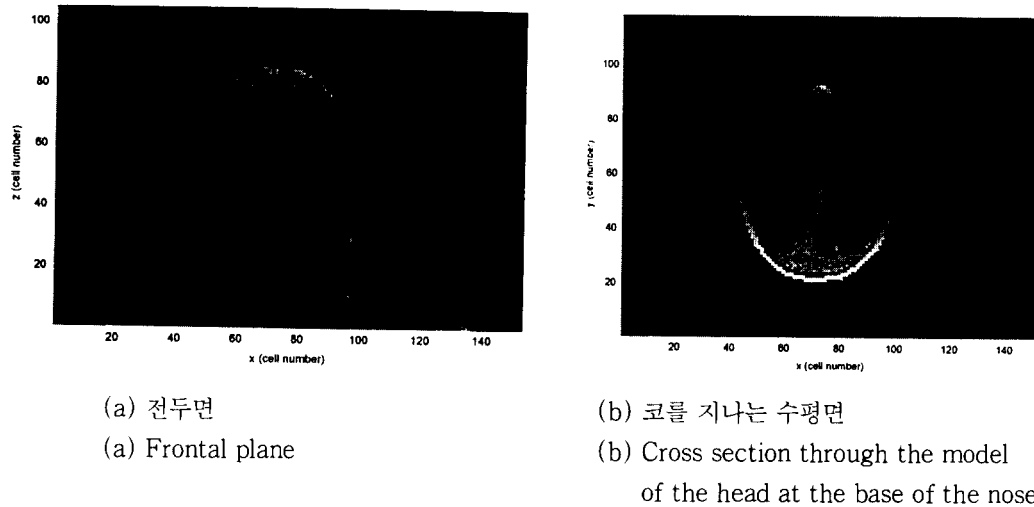 100
80
60
40
20
z (cell number)
20 40 60 80 100 120 140
x (cell number)
(a) 전두면
(a) Frontal plane
100
80
60
40
20
y (cell number)
20 40 60 80 100 120 140
x (cell number)
(b) 코를 지나는 수평면
(b) Cross section through the model
of the head at the base of the nose